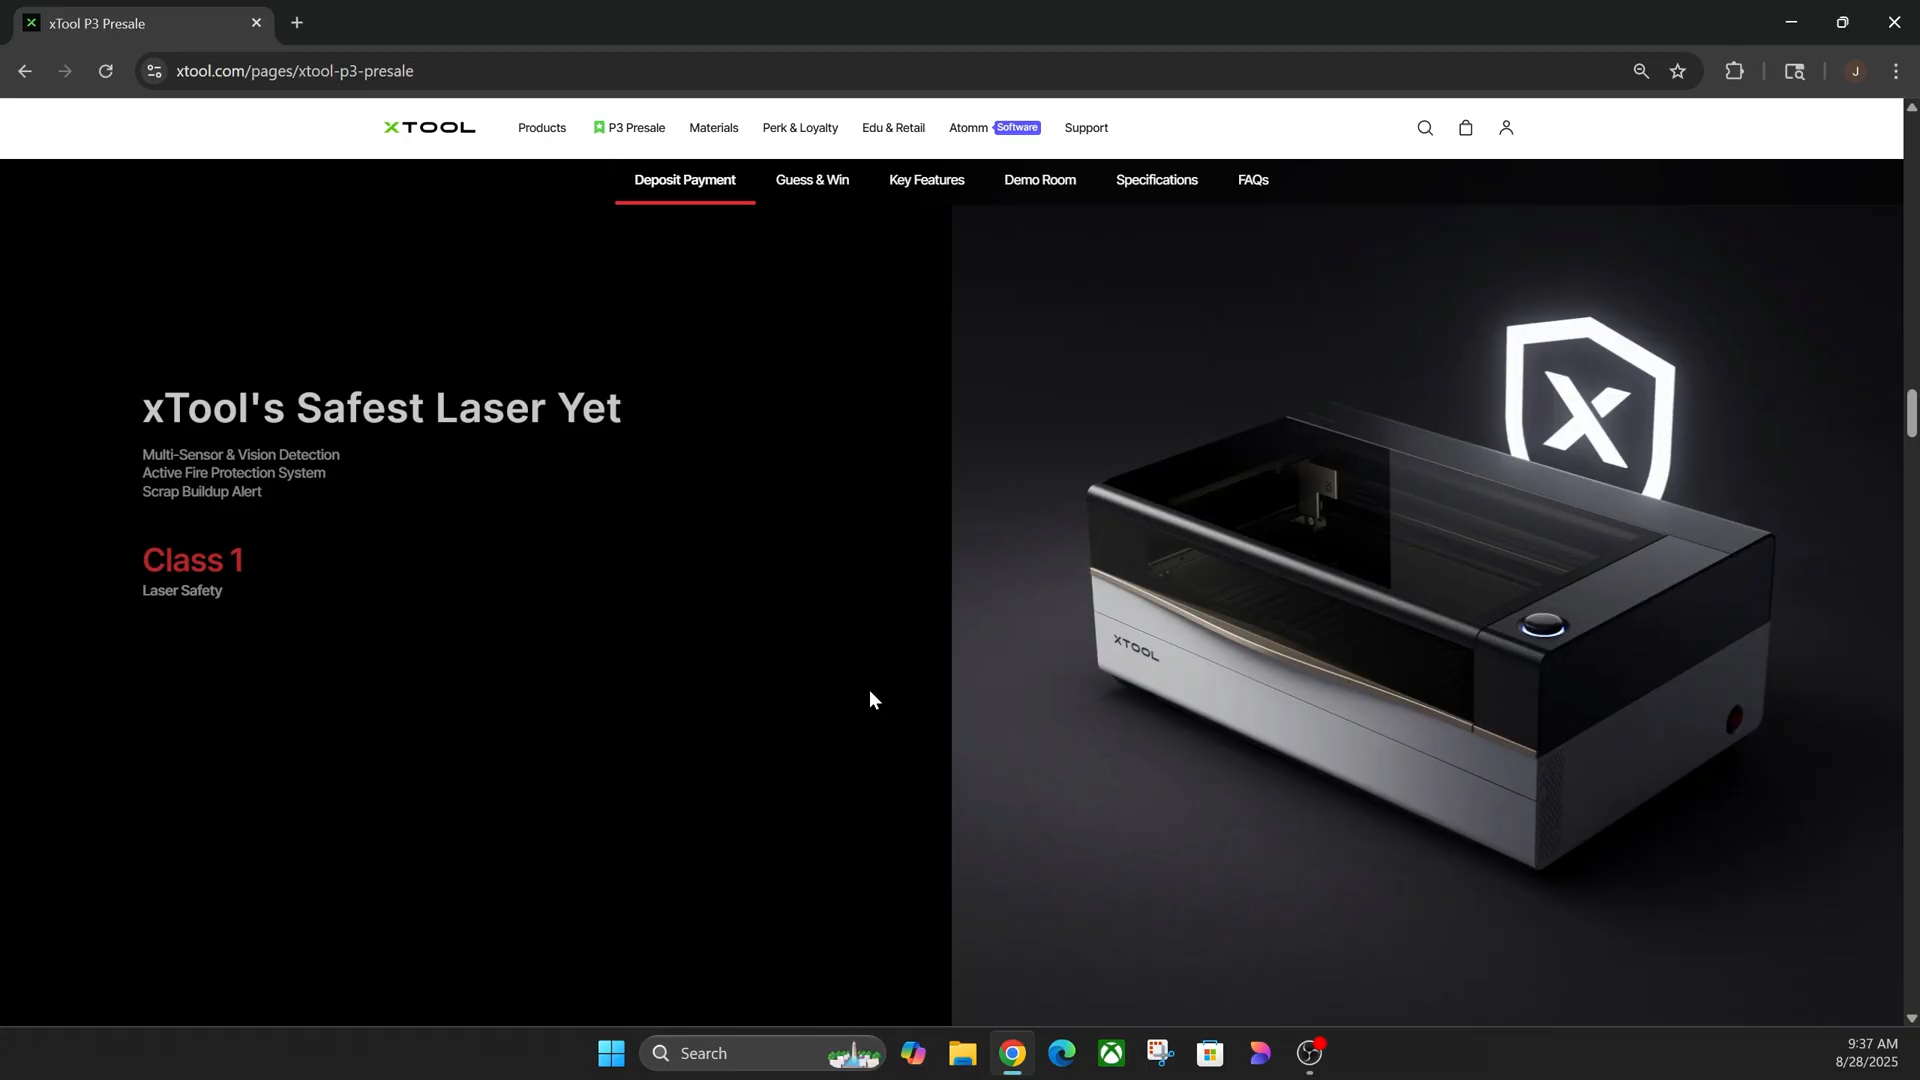 xTool P3 Presale
xtool.com/pages/xtool-p3-presale
J
XTOOL
Products
P3 Presale
Materials
Perk & Loyalty
Edu & Retail
Atomm
Software
Support
Deposit Payment
Guess & Win
Key Features
Demo Room
Specifications
FAQs
xTool's Safest Laser Yet
Multi-Sensor & Vision Detection
Active Fire Protection System
Scrap Buildup Alert
Class 1
Laser Safety
X
XTOOL
Search
9:37 AM
8/28/2025